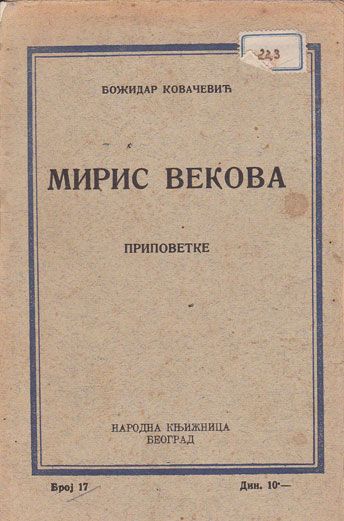 223
БОЖИДАР КОВАЧЕВИЋ
МИРИС ВЕКОВА
ПРИПОВЕТКЕ
НАРОДНА КЊИЖНИЦА
БЕОГРАД
Број 17
Дин. 10·—